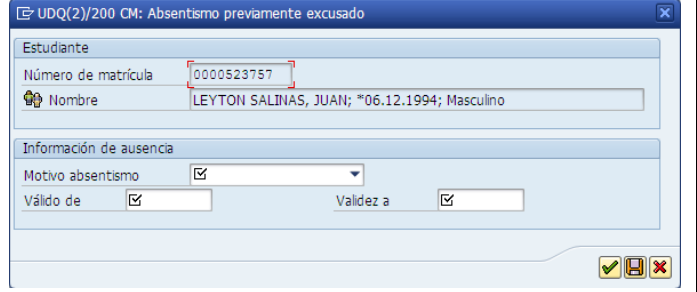 UDQ(2)/200 CM: Absentismo previamente excusado
Estudiante
Número de matrícula 0000523757
Nombre LEYTON SALINAS, JUAN; *06.12.1994; Masculino
Información de ausencia
Motivo absentismo
Válido de Validez a